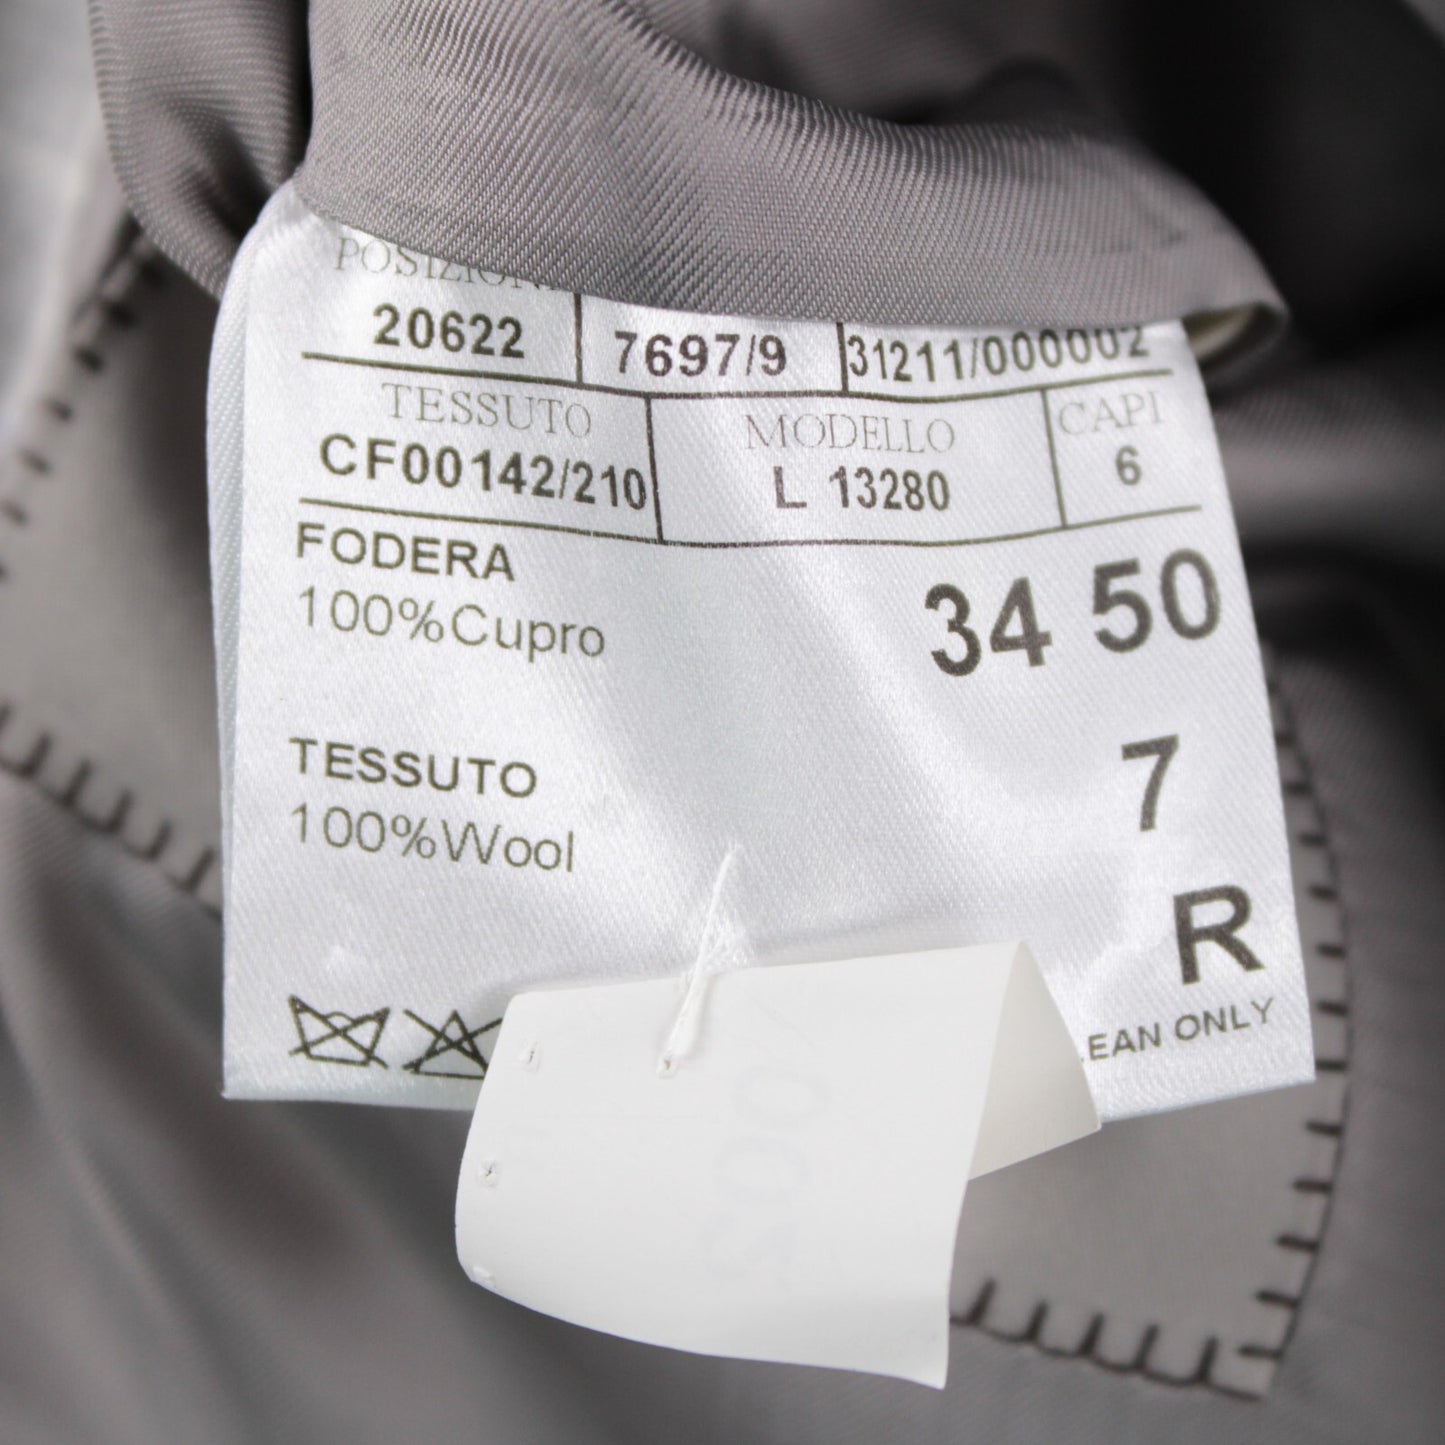 20622 7697/9 31211/000002
TESSUTO MODELLO CAPI
CF00142/210 L 13280 6
FODERA
100%Cupro
34 50
TESSUTO
100%Wool
7
R
ONLY